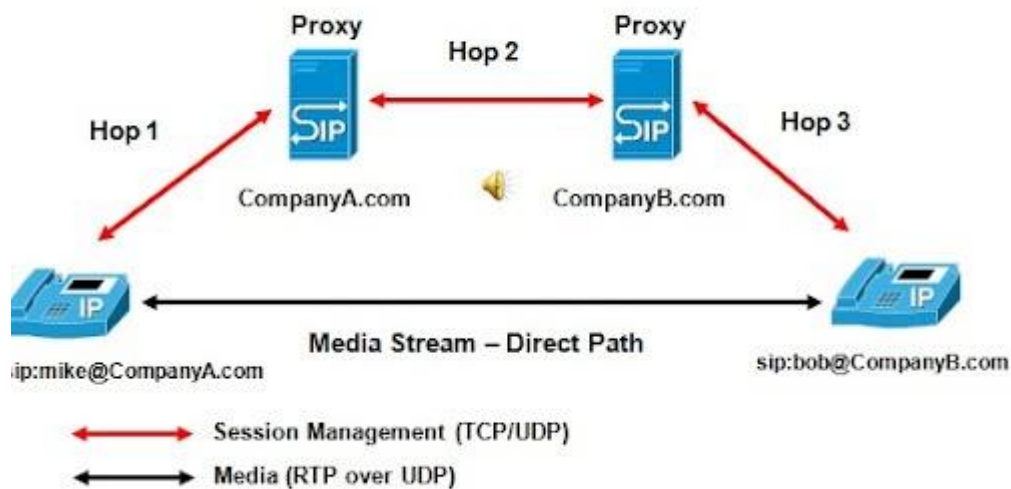 Proxy
Proxy
Hop 2
Hop 1
Hop 3
SIP
SIP
CompanyA.com
CompanyB.com
IP
IP
Media Stream – Direct Path
sip:mike@CompanyA.com
sip:bob@CompanyB.com
Session Management (TCP/UDP)
Media (RTP over UDP)